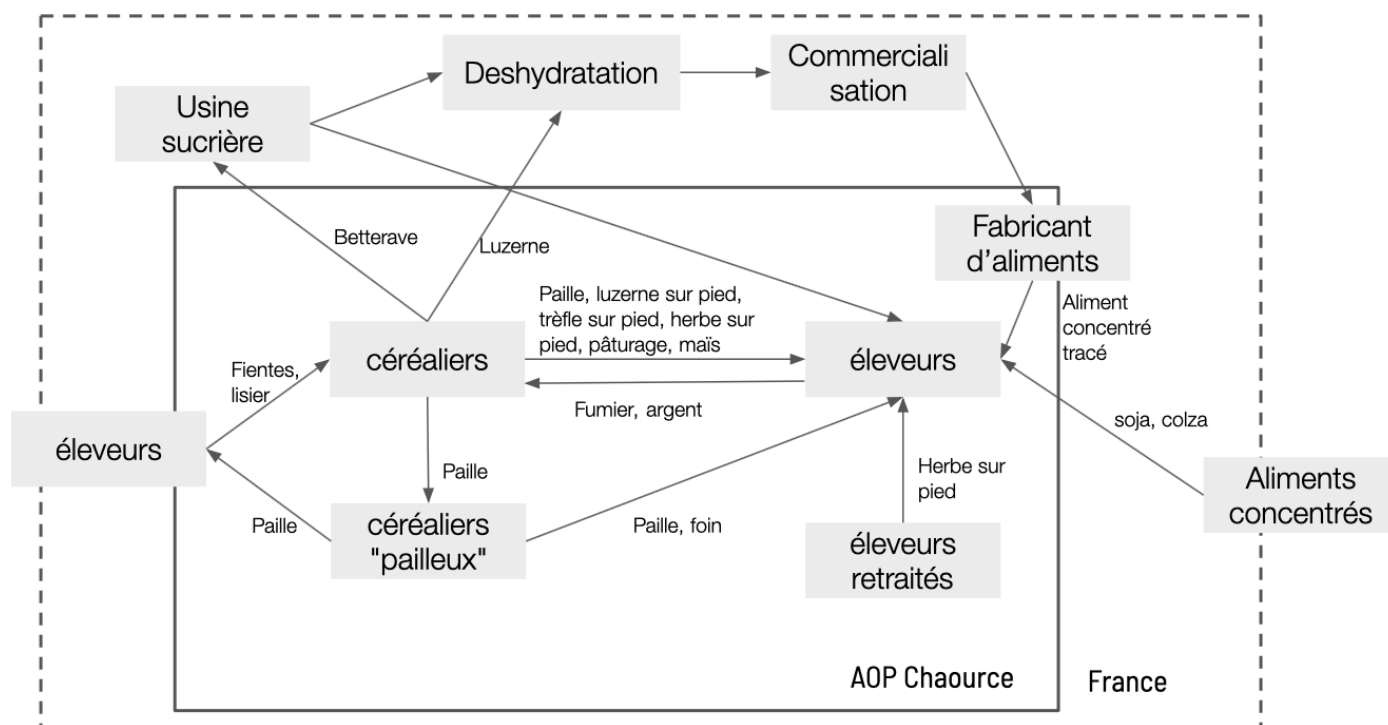 Deshydratation
Commerciali
sation
Usine
sucrière
Betterave
Luzerne
Fabricant
d'aliments
Paille, luzerne sur pied,
trèfle sur pied, herbe sur
pied, pâturage, maïs
Aliment
concentré
tracé
céréaliers
éleveurs
Fientes,
lisier
Fumier, argent
soja, colza
éleveurs
Paille
Herbe sur
pied
Aliments
concentrés
Paille
céréaliers
"pailleux"
Paille, foin
éleveurs
retraités
AOP Chaource
France